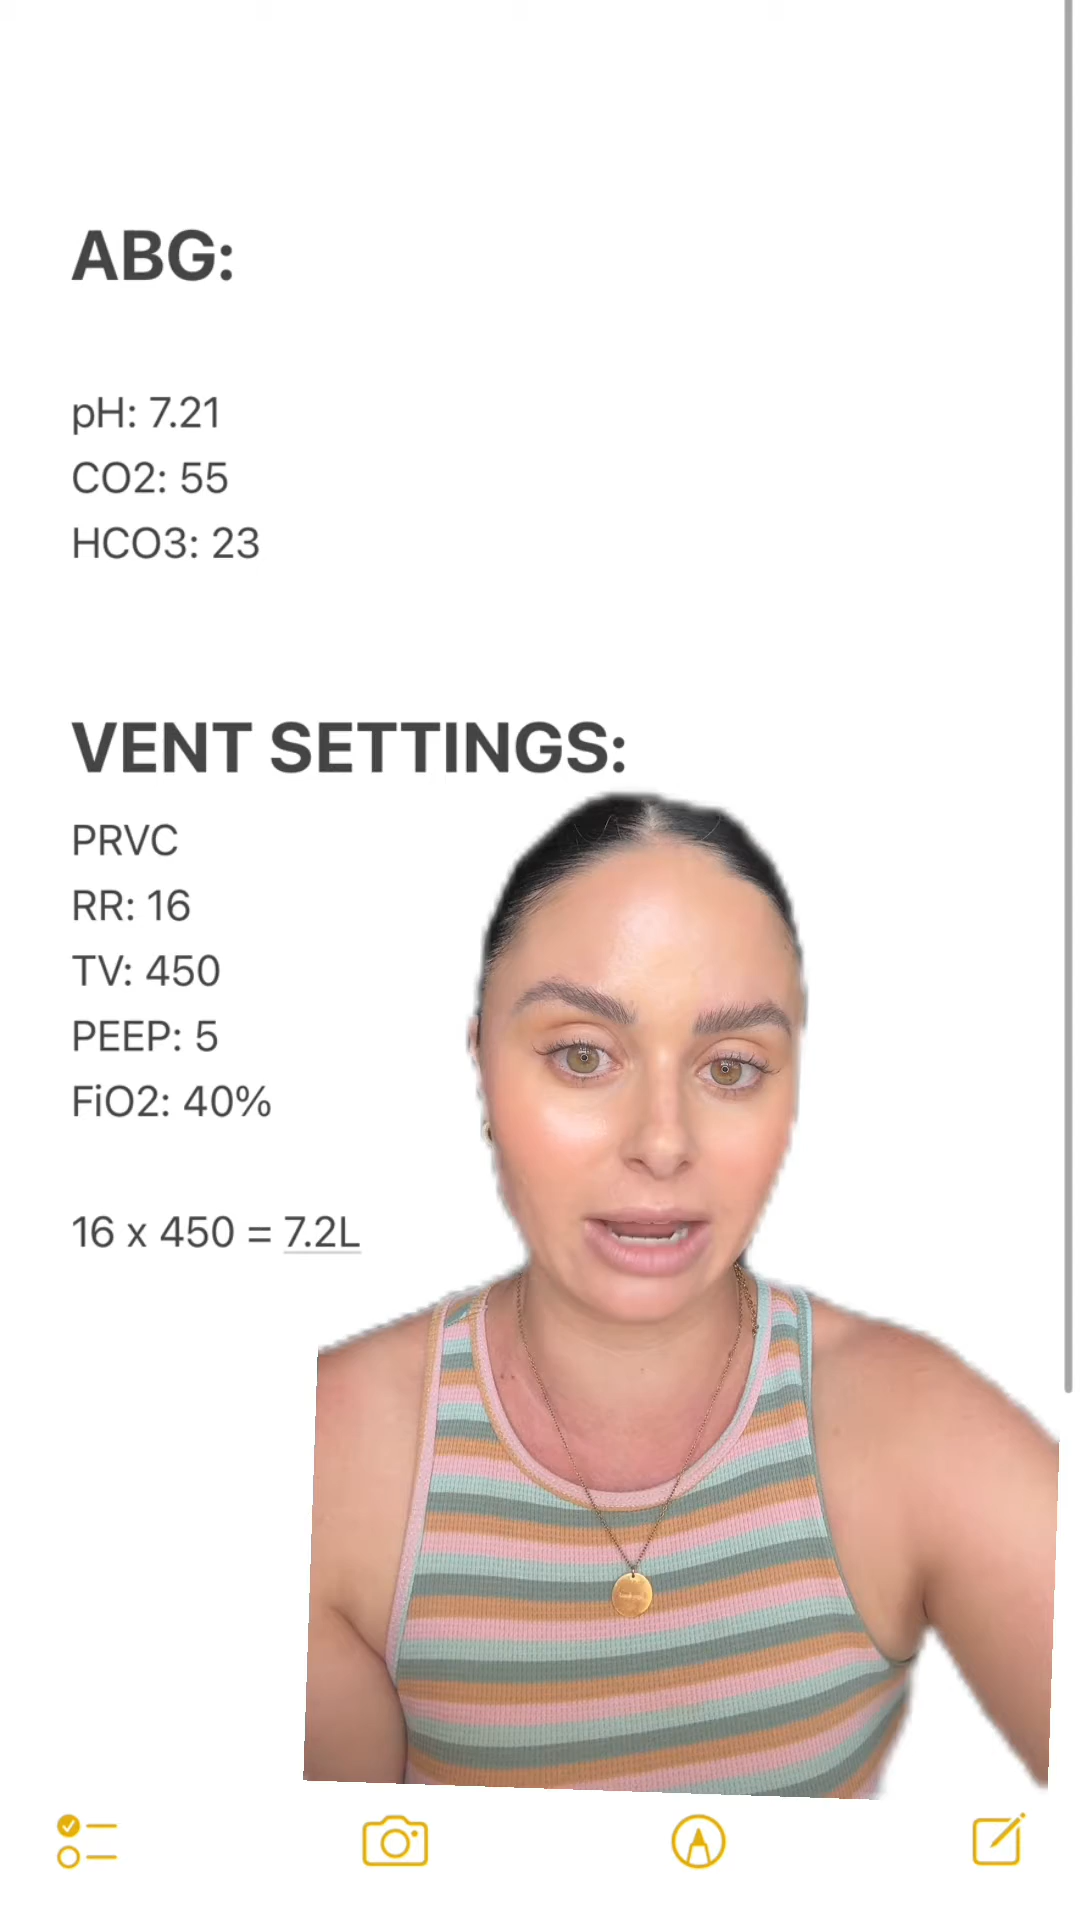 ABG:
pH: 7.21
CO2: 55
HCO3: 23
VENT SETTINGS:
PRVC
RR: 16
TV: 450
PEEP: 5
FiO2: 40%
16 x 450 = 7.2L